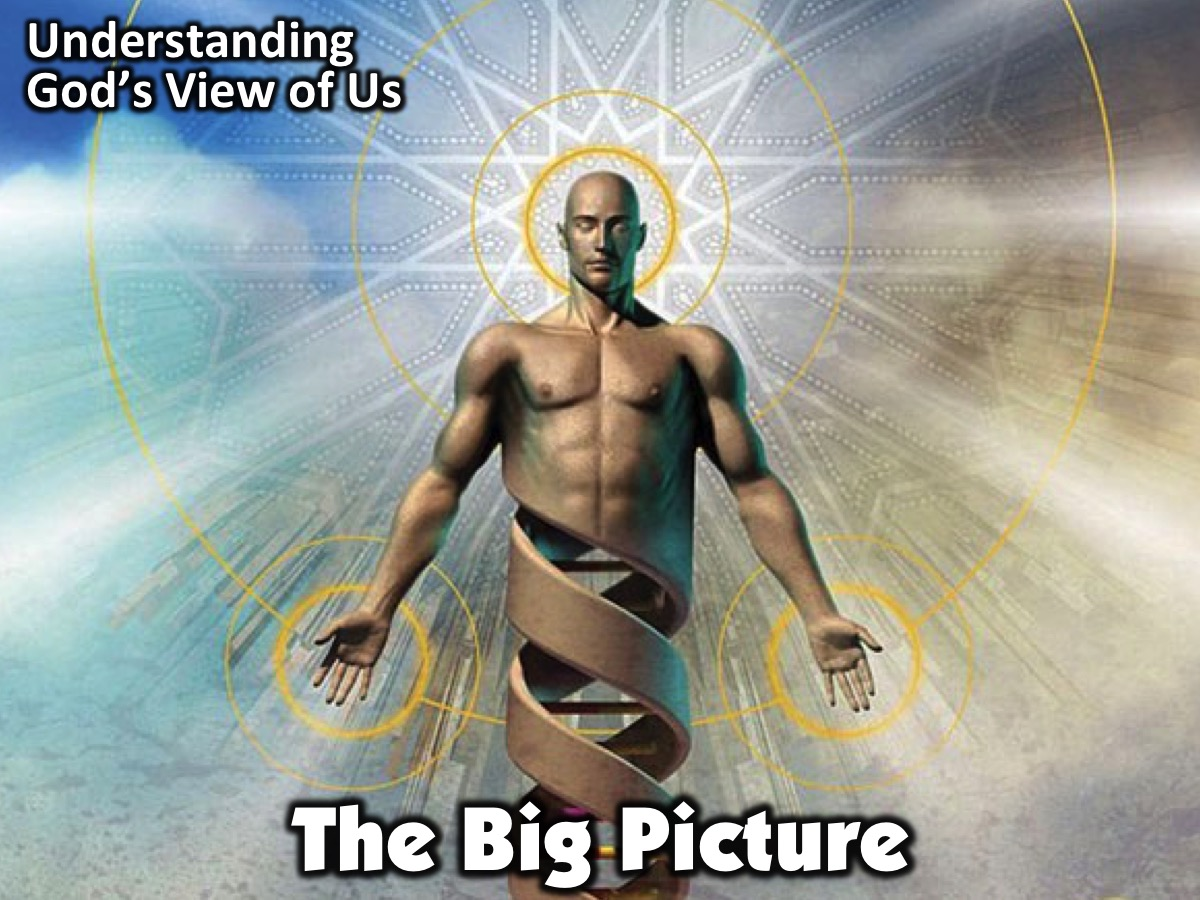 Understanding
God’s View of Us
The Big Picture